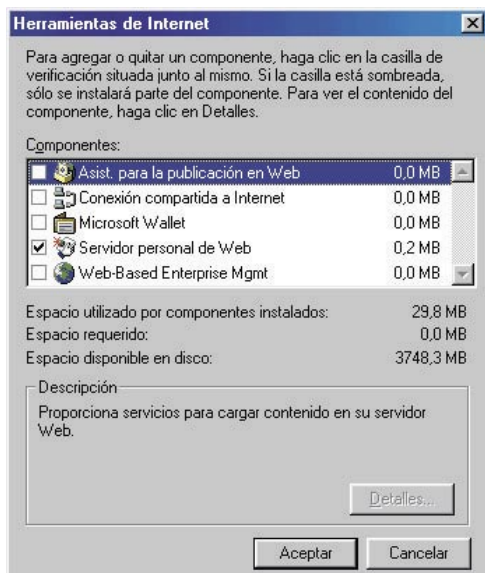 Herramientas de Internet
Para agregar o quitar un componente, haga clic en la casilla de
verificación situada junto al mismo. Si la casilla está sombreada,
sólo se instalará parte del componente. Para ver el contenido del
componente, haga clic en Detalles.
Componentes:
Asist. para la publicación en Web 0,0 MB
Conexión compartida a Internet 0,0 MB
Microsoft Wallet 0,0 MB
Servidor personal de Web 0,2 MB
Web-Based Enterprise Mgmt 0,0 MB
Espacio utilizado por componentes instalados: 29,8 MB
Espacio requerido: 0,0 MB
Espacio disponible en disco: 3748,3 MB
Descripción
Proporciona servicios para cargar contenido en su servidor
Web.
Detalles...
Aceptar Cancelar